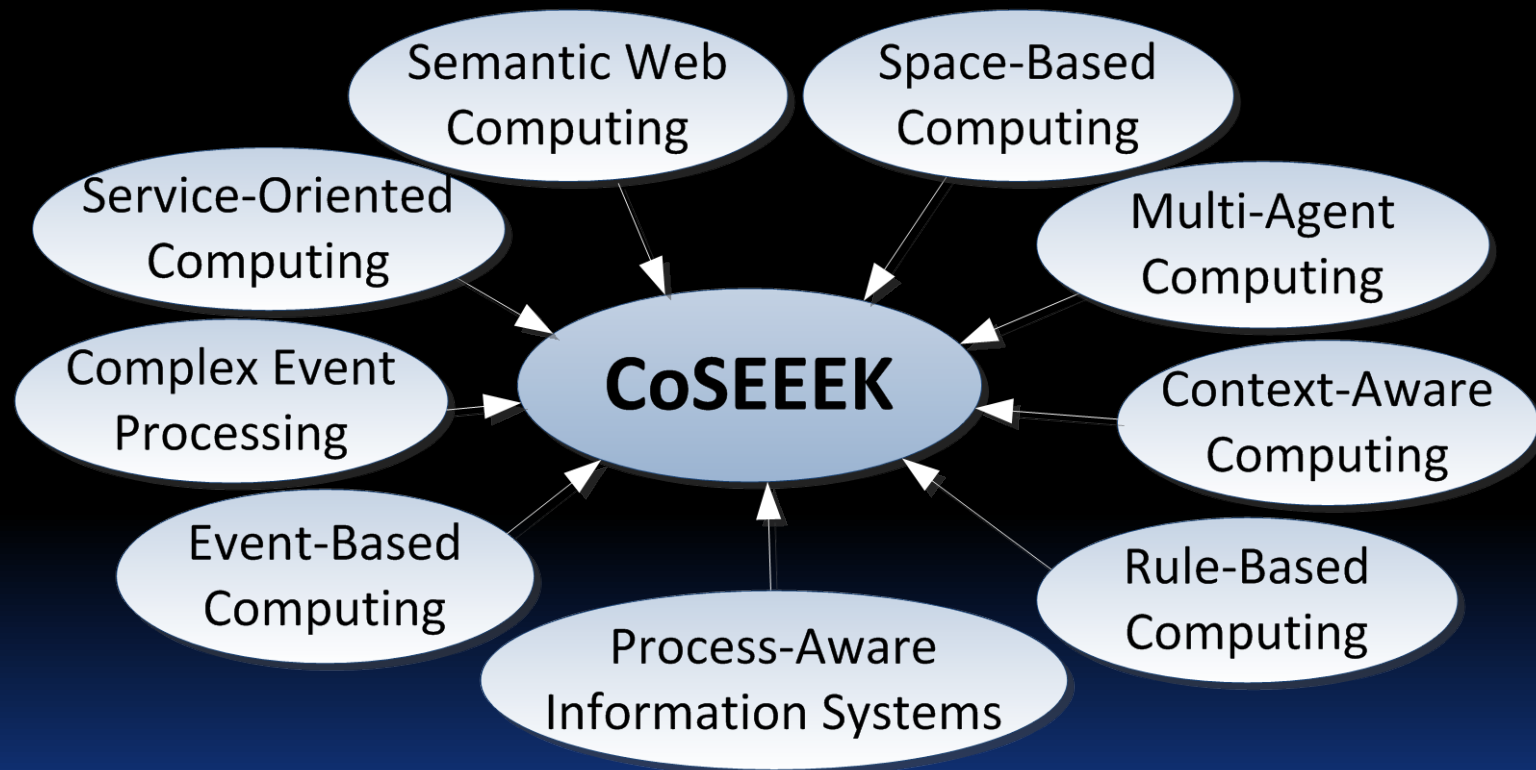 Semantic Web
Computing
Space-Based
Computing
Service-Oriented
Computing
Multi-Agent
Computing
Complex Event
Processing
CoSEEEK
Context-Aware
Computing
Event-Based
Computing
Rule-Based
Computing
Process-Aware
Information Systems